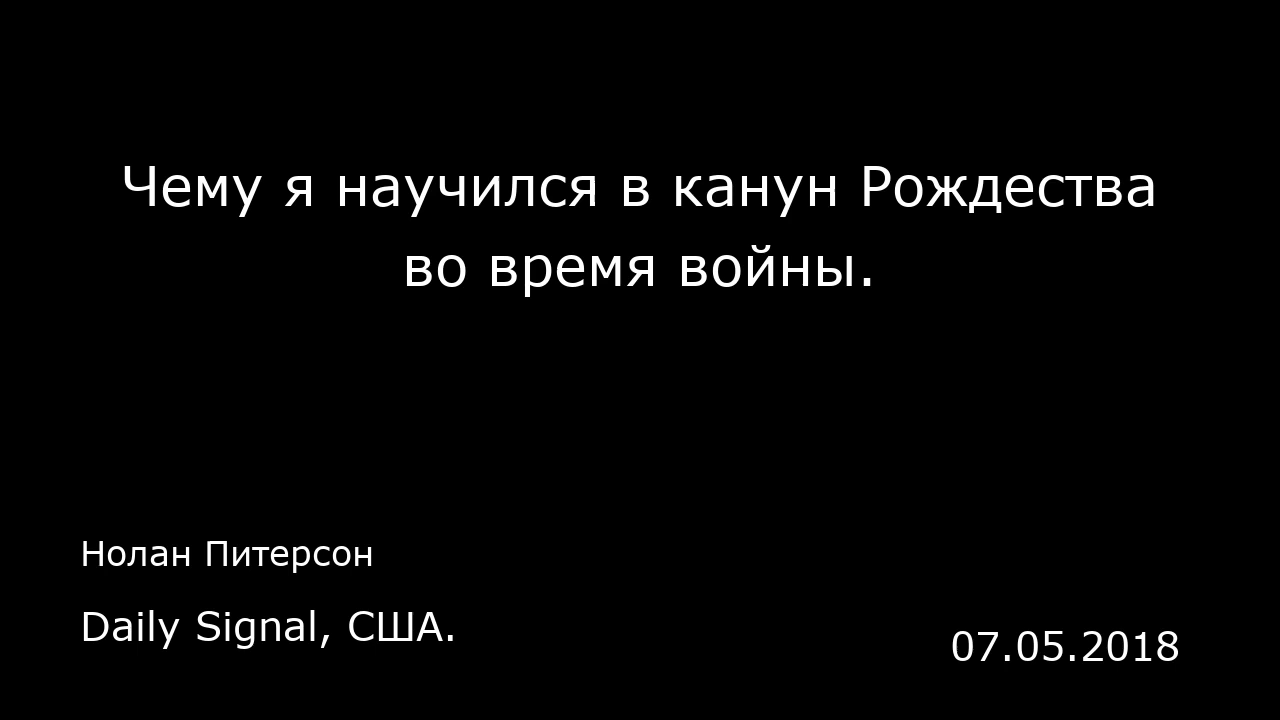 Чему я научился в канун Рождества
во время войны.
Нолан Питерсон
Daily Signal, США.
07.05.2018